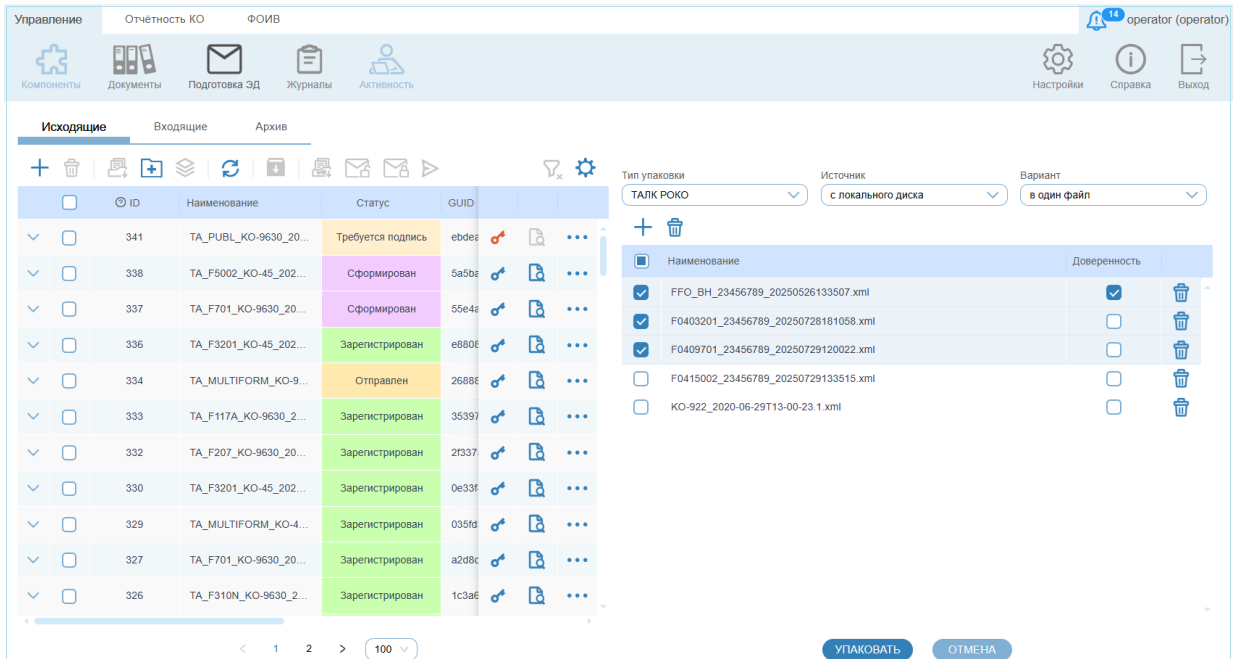 Управление Отчётность КО ФОИВ 14 operator (operator)
Компоненты Документы Подготовка ЭД Журналы Активность Настройки Справка Выход
Исходящие Входящие Архив
Тип упаковки Источник Вариант
ТАЛК РОКО с локального диска в один файл
ID Наименование Статус GUID
341 TA_PUBL_KO-9630_20... Требуется подпись ebdea
338 TA_F5002_KO-45_202... Сформирован 5a5ba
337 TA_F701_KO-9630_20... Сформирован 55e4a
336 TA_F3201_KO-45_202... Зарегистрирован e8808
334 TA_MULTIFORM_KO-9... Отправлен 26888
333 TA_F117A_KO-9630_2... Зарегистрирован 35397
332 TA_F207_KO-9630_20... Зарегистрирован 2f337
330 TA_F3201_KO-45_202... Зарегистрирован 0e33f
329 TA_MULTIFORM_KO-4... Зарегистрирован 035fd
327 TA_F701_KO-9630_20... Зарегистрирован a2d8c
326 TA_F310N_KO-9630_2... Зарегистрирован 1c3a6
< 1 2 > 100
Наименование Доверенность
FFO_BH_23456789_20250526133507.xml
F0403201_23456789_20250728181058.xml
F0409701_23456789_20250729120022.xml
F0415002_23456789_20250729133515.xml
KO-922_2020-06-29T13-00-23.1.xml
УПАКОВАТЬ ОТМЕНА